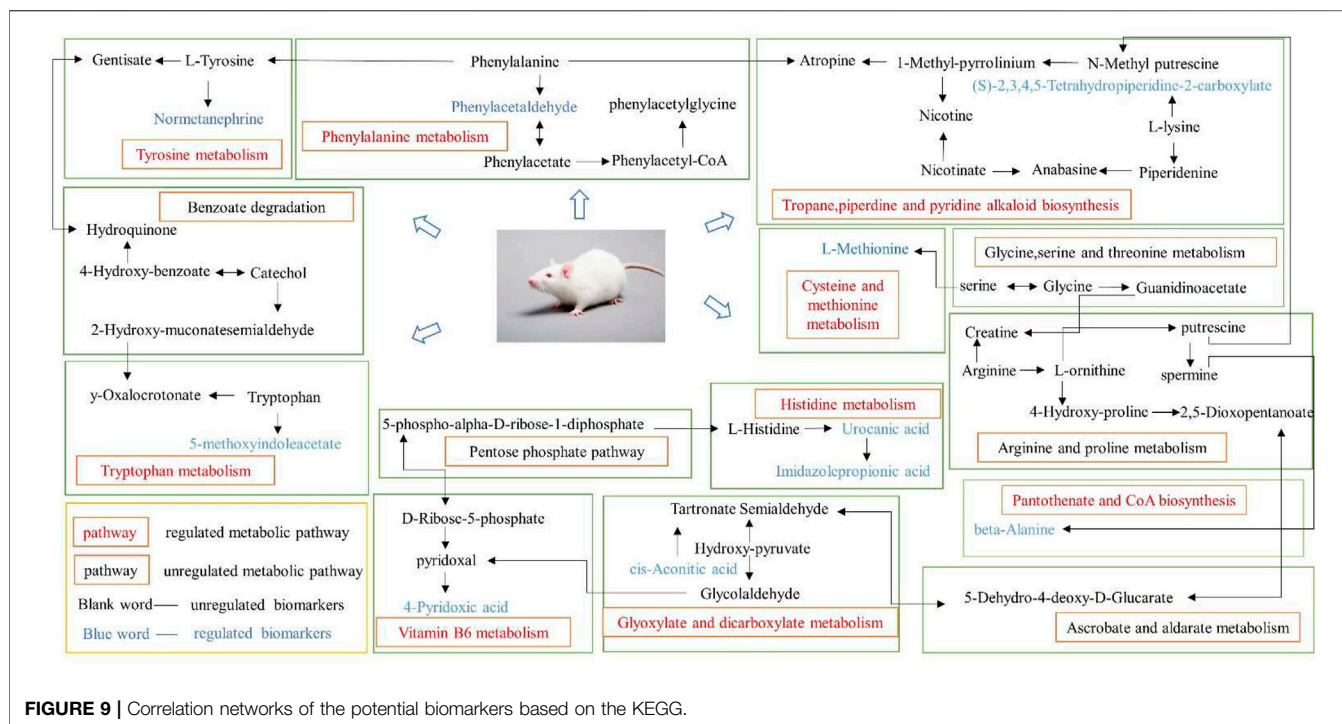 Gentisate
L-Tyrosine
Normetanephrine
Tyrosine metabolism
Phenylalanine
Phenylacetaldehyde
phenylacetylglycine
Phenylalanine metabolism
Phenylacetate
Phenylacetyl-CoA
Atropine
1-Methyl-pyrrolinium
N-Methyl putrescine
(S)-2,3,4,5-Tetrahydropiperidine-2-carboxylate
Nicotine
L-lysine
Nicotinate
Anabasine
Piperidenine
Tropane,piperdine and pyridine alkaloid biosynthesis
Benzoate degradation
Hydroquinone
4-Hydroxy-benzoate
Catechol
2-Hydroxy-muconatesemialdehyde
L-Methionine
Cysteine and
methionine
metabolism
Glycine,serine and threonine metabolism
serine
Glycine
Guanidinoacetate
Creatine
putrescine
Arginine
L-ornithine
spermine
4-Hydroxy-proline
2,5-Dioxopentanoate
Arginine and proline metabolism
y-Oxalocrotonate
Tryptophan
5-methoxyindoleacetate
Tryptophan metabolism
5-phospho-alpha-D-ribose-1-diphosphate
Pentose phosphate pathway
Histidine metabolism
L-Histidine
Urocanic acid
Imidazolepropionic acid
Pantothenate and CoA biosynthesis
beta-Alanine
pathway regulated metabolic pathway
pathway unregulated metabolic pathway
Blank word— unregulated biomarkers
Blue word — regulated biomarkers
D-Ribose-5-phosphate
pyridoxal
4-Pyridoxic acid
Vitamin B6 metabolism
Tartronate Semialdehyde
Hydroxy-pyruvate
cis-Aconitic acid
Glycolaldehyde
Glyoxylate and dicarboxylate metabolism
5-Dehydro-4-deoxy-D-Glucarate
Ascrobate and aldarate metabolism
FIGURE 9 | Correlation networks of the potential biomarkers based on the KEGG.